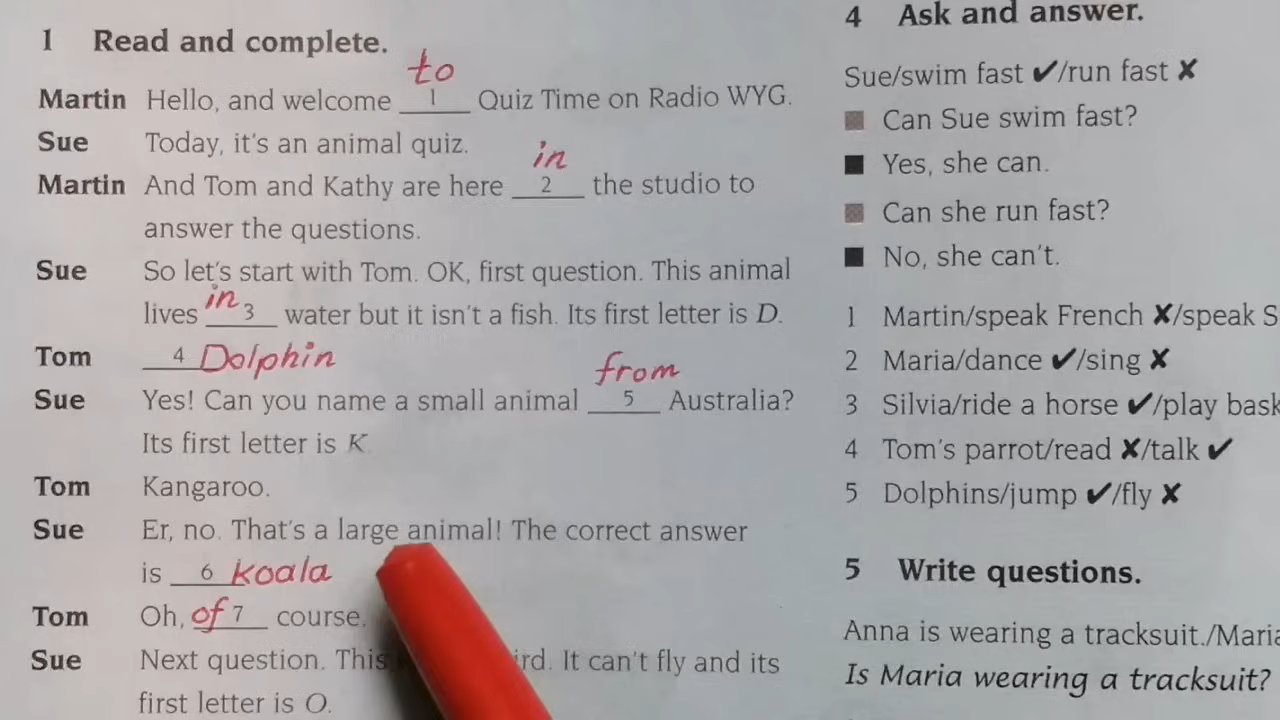 1 Read and complete.
to
Martin Hello, and welcome 1 Quiz Time on Radio WYG.
Sue Today, it's an animal quiz.
in
Martin And Tom and Kathy are here 2 the studio to
answer the questions.
Sue So let's start with Tom. OK, first question. This animal
lives in 3 water but it isn't a fish. Its first letter is D.
Tom 4 Dolphin
from
Sue Yes! Can you name a small animal 5 Australia?
Its first letter is K.
Tom Kangaroo.
Sue Er, no. That's a large animal! The correct answer
is 6 koala
Tom Oh, of 7 course.
Sue Next question. This ird. It can't fly and its
first letter is O.
4 Ask and answer.
Sue/swim fast ✔/run fast ✘
Can Sue swim fast?
Yes, she can.
Can she run fast?
No, she can't.
1 Martin/speak French ✘/speak S
2 Maria/dance ✔/sing ✘
3 Silvia/ride a horse ✔/play bask
4 Tom's parrot/read ✘/talk ✔
5 Dolphins/jump ✔/fly ✘
5 Write questions.
Anna is wearing a tracksuit./Maria
Is Maria wearing a tracksuit?